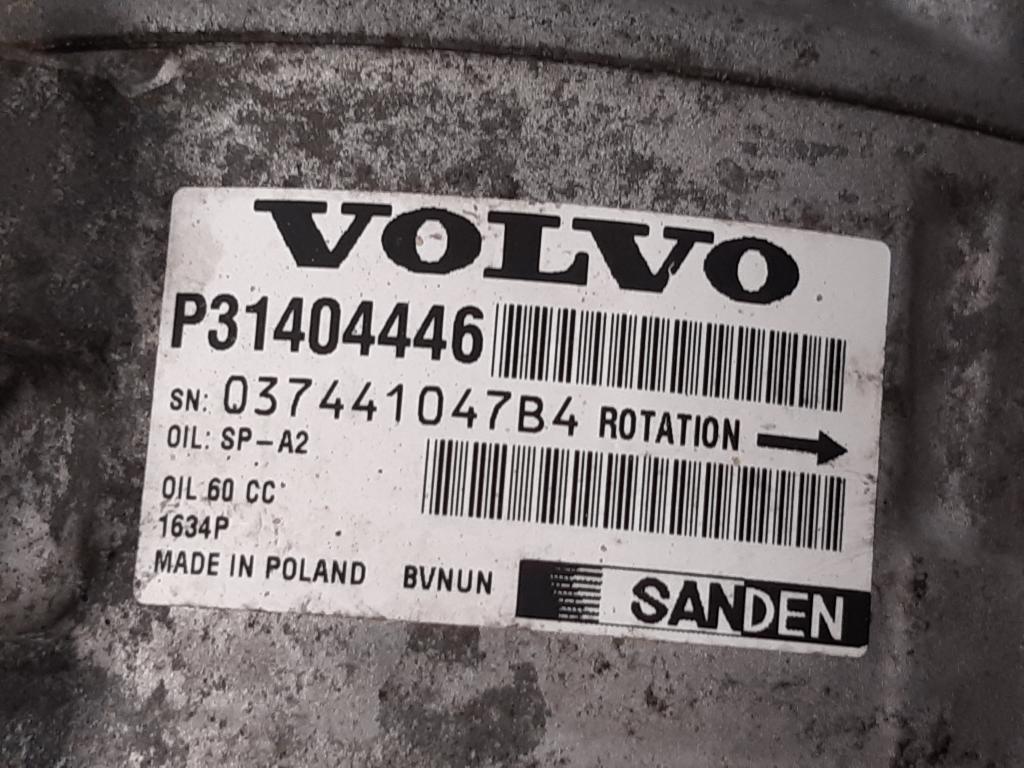 VOLVO
P31404446
SN: 037441047B4 ROTATION
OIL: SP-A2
OIL 60 CC
1634P
MADE IN POLAND BVNUN
SANDEN